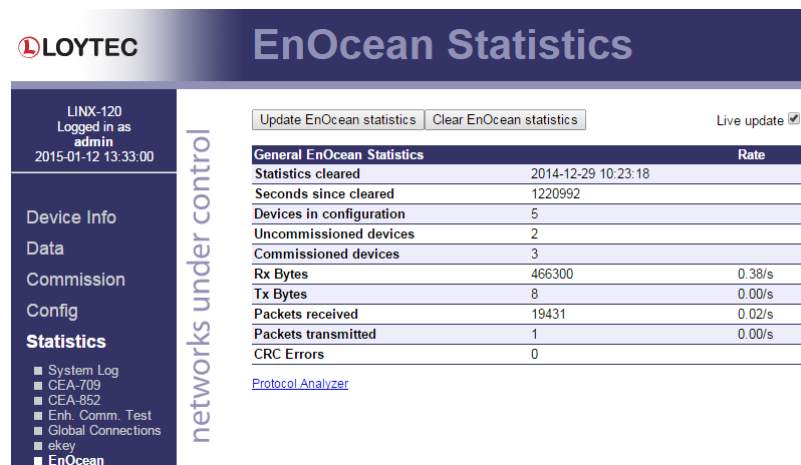 LOYTEC
EnOcean Statistics
LINX-120
Logged in as
admin
2015-01-12 13:33:00
Device Info
Data
Commission
Config
Statistics
System Log
CEA-709
CEA-852
Enh. Comm. Test
Global Connections
ekey
EnOcean
networks under control
Update EnOcean statistics Clear EnOcean statistics Live update
General EnOcean Statistics Rate
Statistics cleared 2014-12-29 10:23:18
Seconds since cleared 1220992
Devices in configuration 5
Uncommissioned devices 2
Commissioned devices 3
Rx Bytes 466300 0.38/s
Tx Bytes 8 0.00/s
Packets received 19431 0.02/s
Packets transmitted 1 0.00/s
CRC Errors 0
Protocol Analyzer